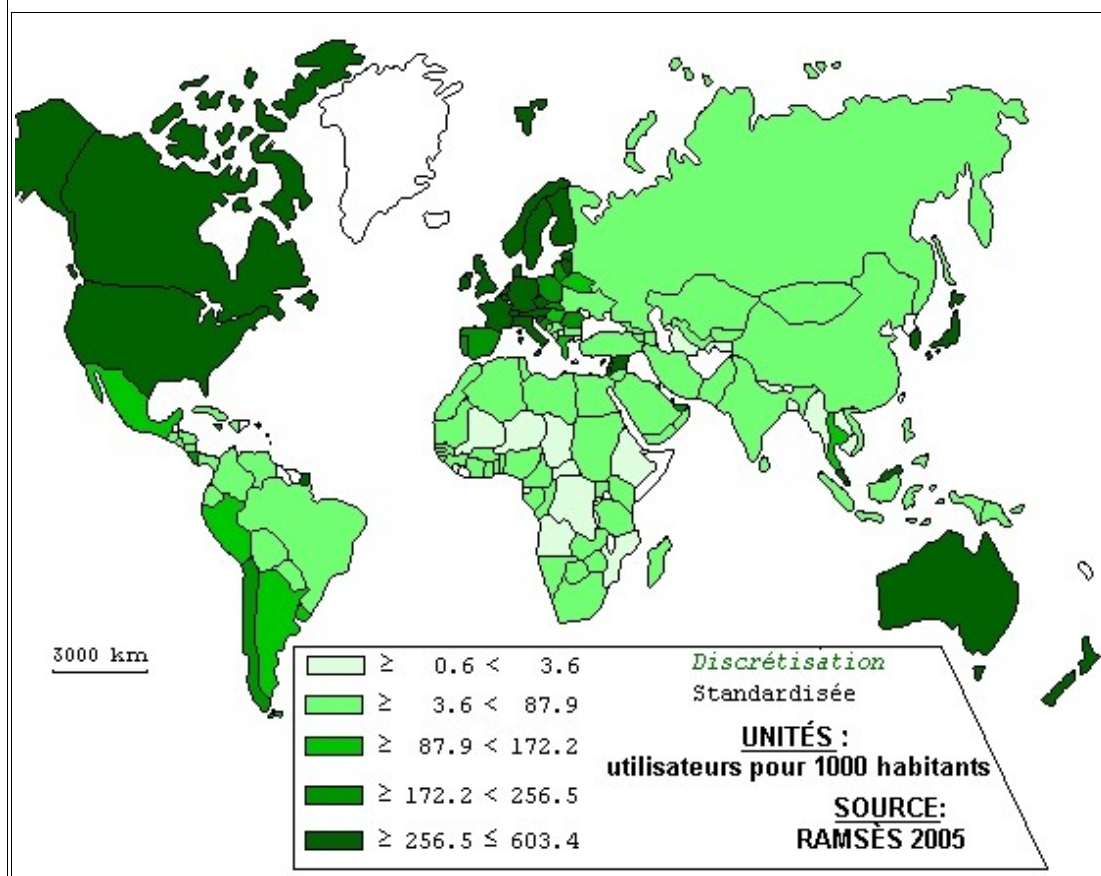 3000 km
≥ 0.6 < 3.6
≥ 3.6 < 87.9
≥ 87.9 < 172.2
≥ 172.2 < 256.5
≥ 256.5 ≤ 603.4
Discrétisation
Standardisée
UNITÉS :
utilisateurs pour 1000 habitants
SOURCE:
RAMSÈS 2005